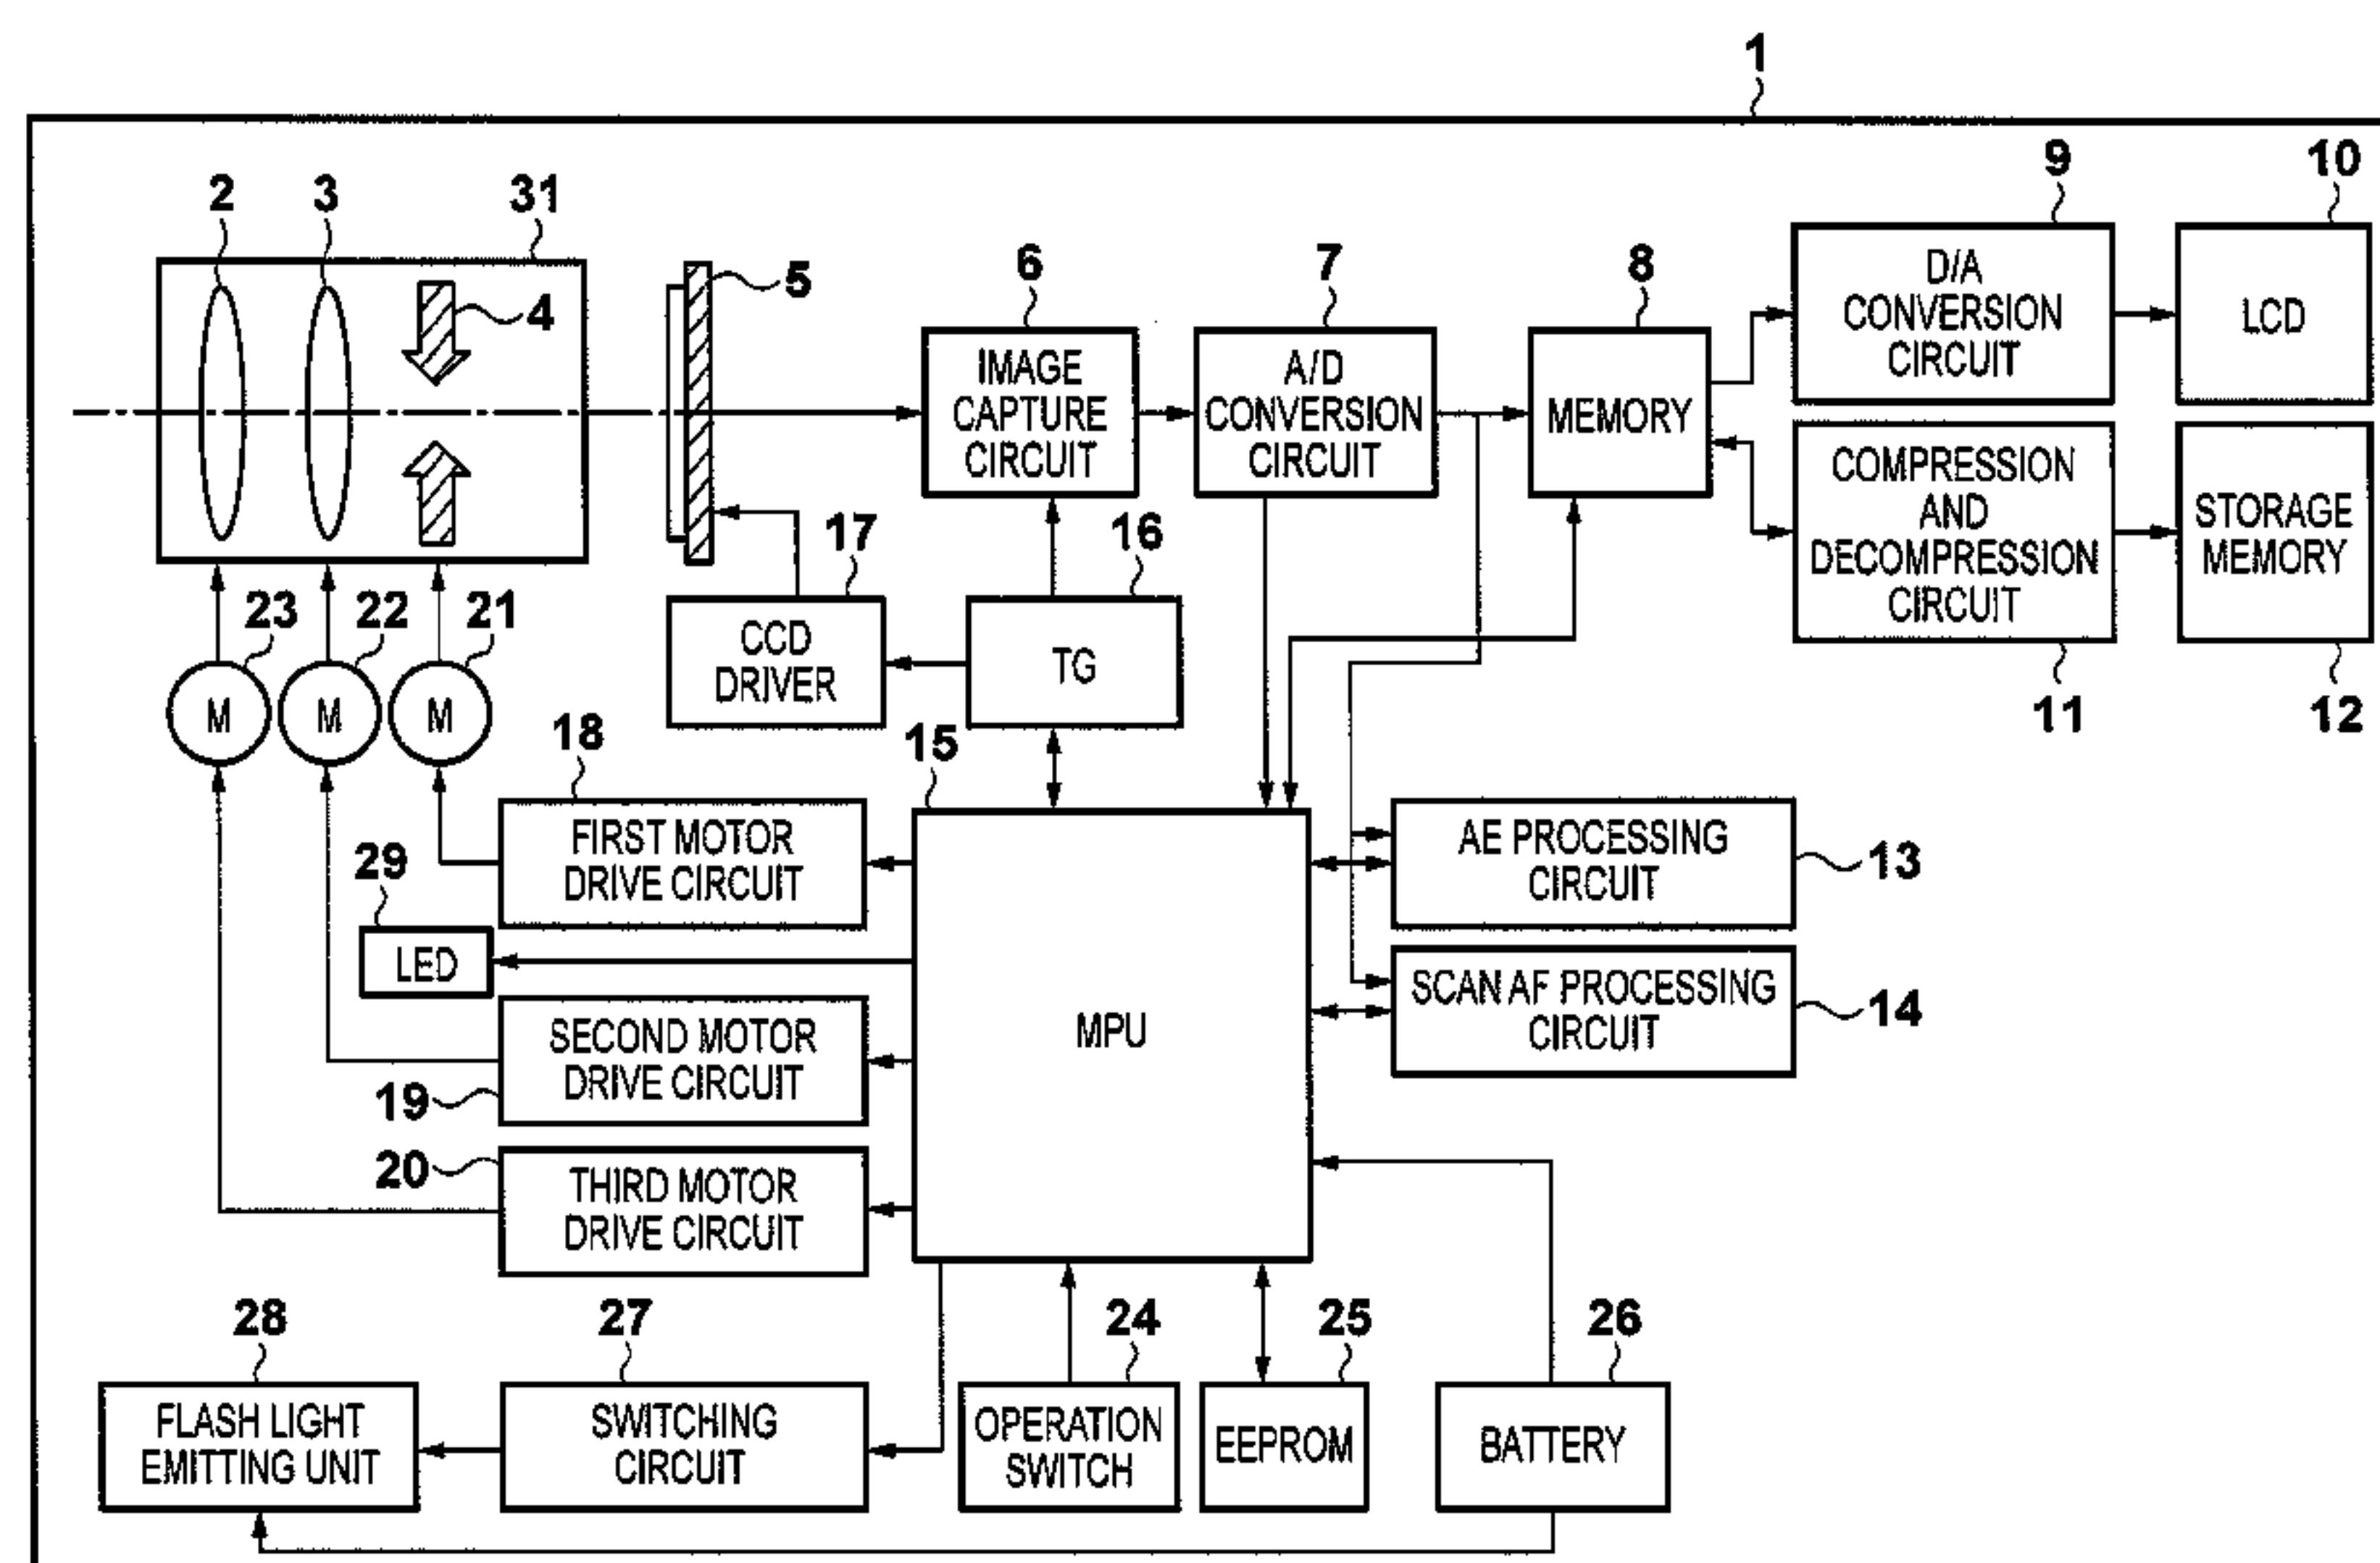 1
9
10
2
3
31
5
6
7
8
4
D/A
CONVERSION
CIRCUIT
LCD
IMAGE
CAPTURE
CIRCUIT
A/D
CONVERSION
CIRCUIT
MEMORY
COMPRESSION
AND
DECOMPRESSION
CIRCUIT
STORAGE
MEMORY
17
16
23
22
21
CCD
DRIVER
TG
11
12
M
M
M
18
15
FIRST MOTOR
DRIVE CIRCUIT
AE PROCESSING
CIRCUIT
13
29
LED
SCAN AF PROCESSING
CIRCUIT
14
SECOND MOTOR
DRIVE CIRCUIT
MPU
19
20
THIRD MOTOR
DRIVE CIRCUIT
28
27
24
25
26
FLASH LIGHT
EMITTING UNIT
SWITCHING
CIRCUIT
OPERATION
SWITCH
EEPROM
BATTERY